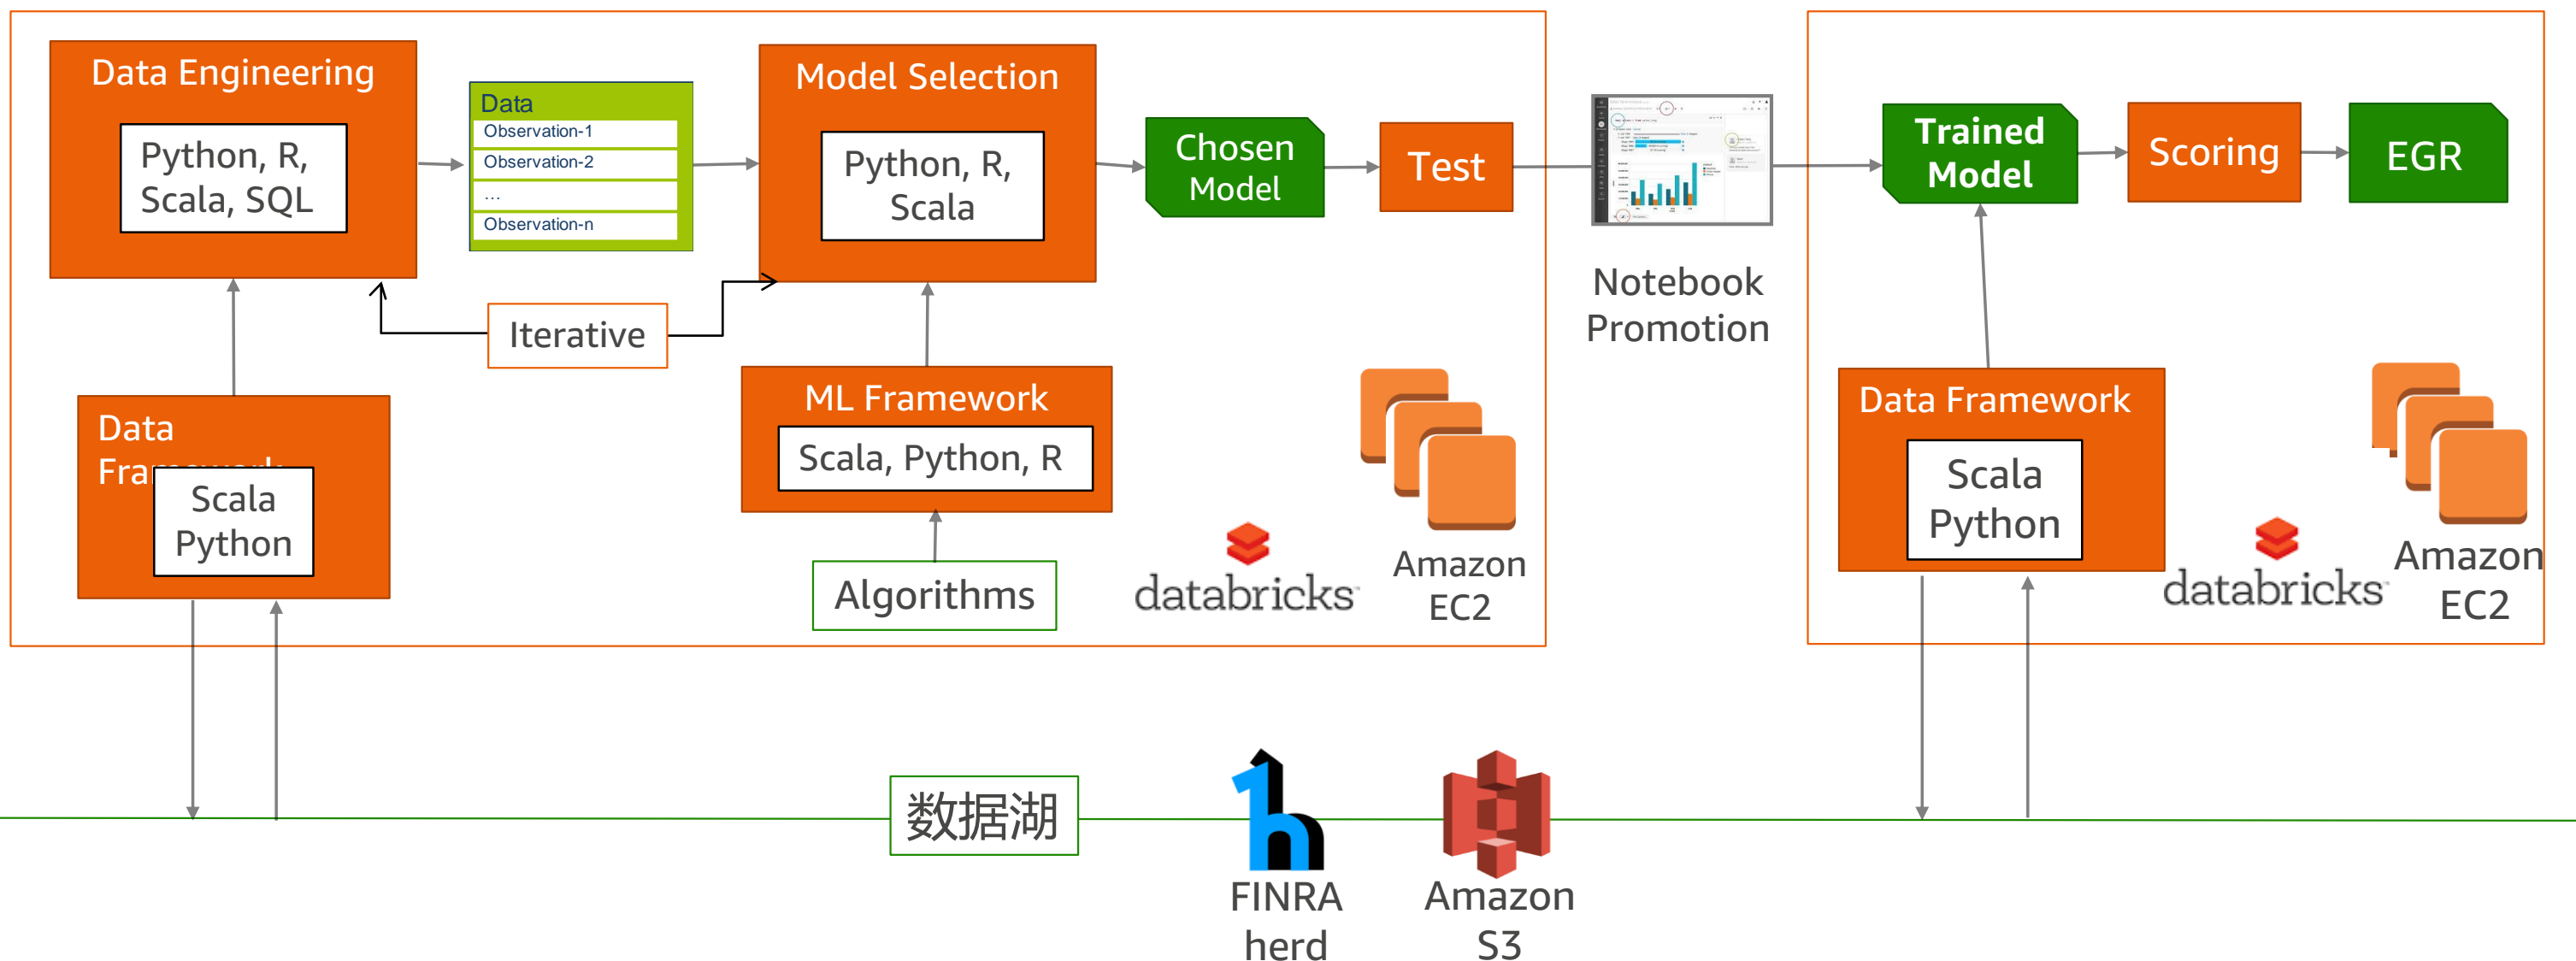 Data Engineering
Python, R,
Scala, SQL
Data
Observation-1
Observation-2
...
Observation-n
Model Selection
Python, R,
Scala
Chosen
Model
Test
Notebook
Promotion
Trained
Model
Scoring
EGR
Iterative
Data
Scala
Python
ML Framework
Scala, Python, R
Algorithms
databricks
Amazon
EC2
Data Framework
Scala
Python
databricks
Amazon
EC2
数据湖
FINRA
herd
Amazon
S3